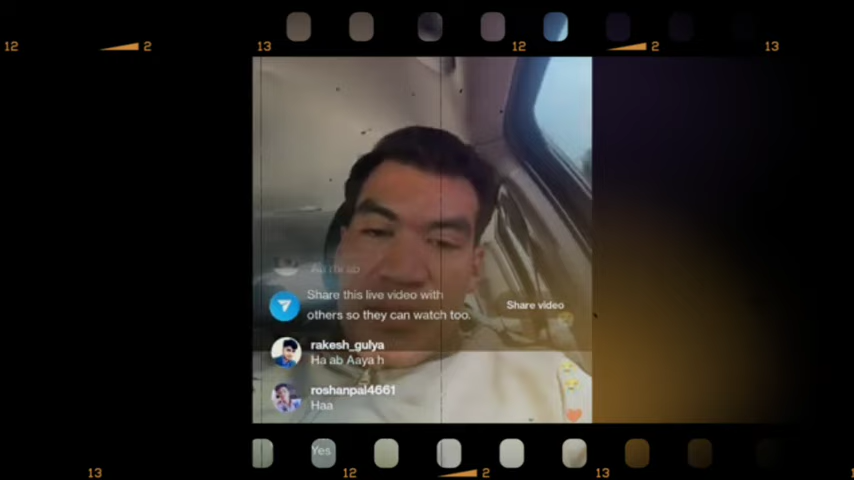 12
2
13
12
2
13
Share this live video with
others so they can watch too.
Share video
rakesh_gulya
Ha ab Aaya h
roshanpal4661
Haa
Yes
13
12
2
13